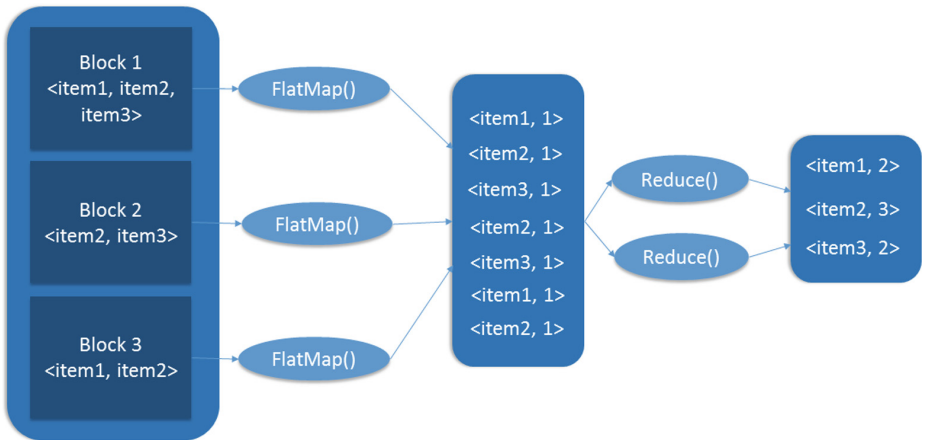 Block 1
<item1, item2,
item3>
Block 2
<item2, item3>
Block 3
<item1, item2>
FlatMap()
FlatMap()
FlatMap()
<item1, 1>
<item2, 1>
<item3, 1>
<item2, 1>
<item3, 1>
<item1, 1>
<item2, 1>
Reduce()
Reduce()
<item1, 2>
<item2, 3>
<item3, 2>